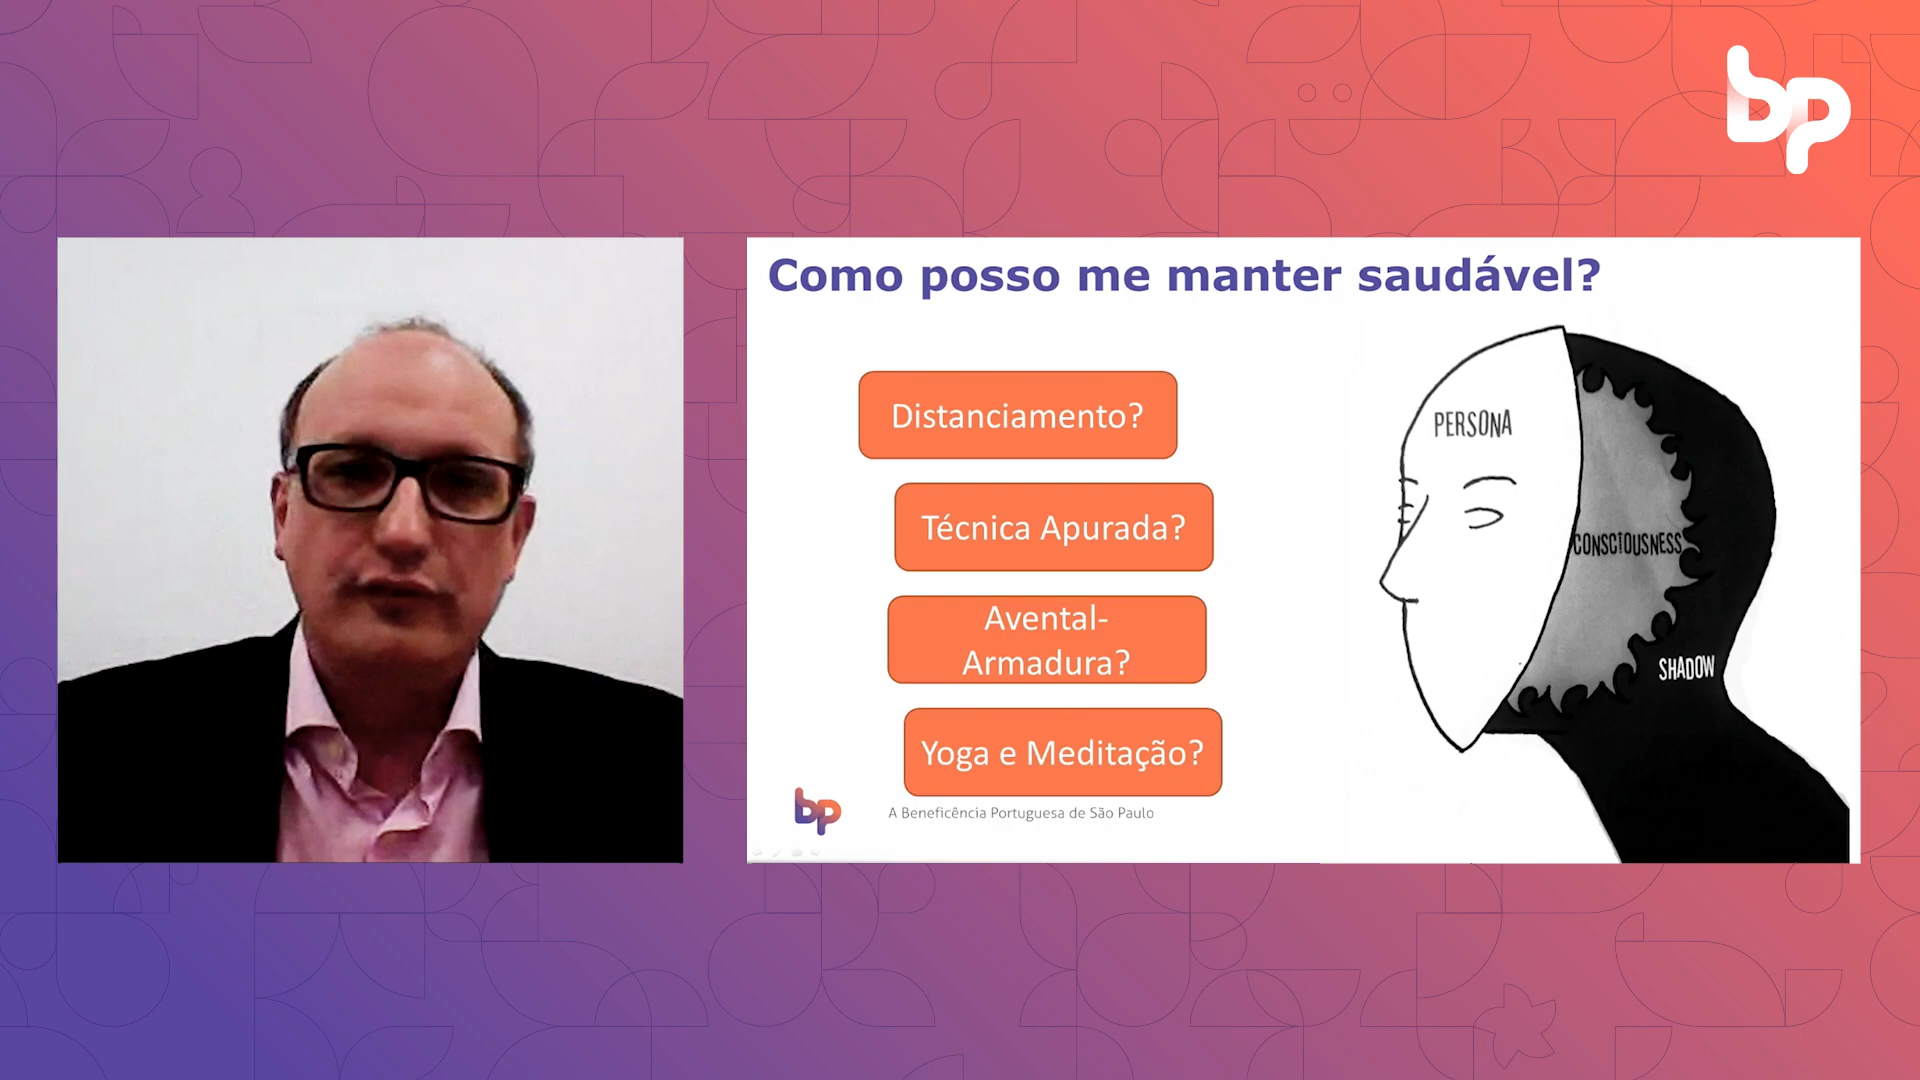 bp
Como posso me manter saudável?
Distanciamento?
Técnica Apurada?
Avental-
Armadura?
Yoga e Meditação?
PERSONA
CONSCIOUSNESS
SHADOW
bp
A Beneficência Portuguesa de São Paulo